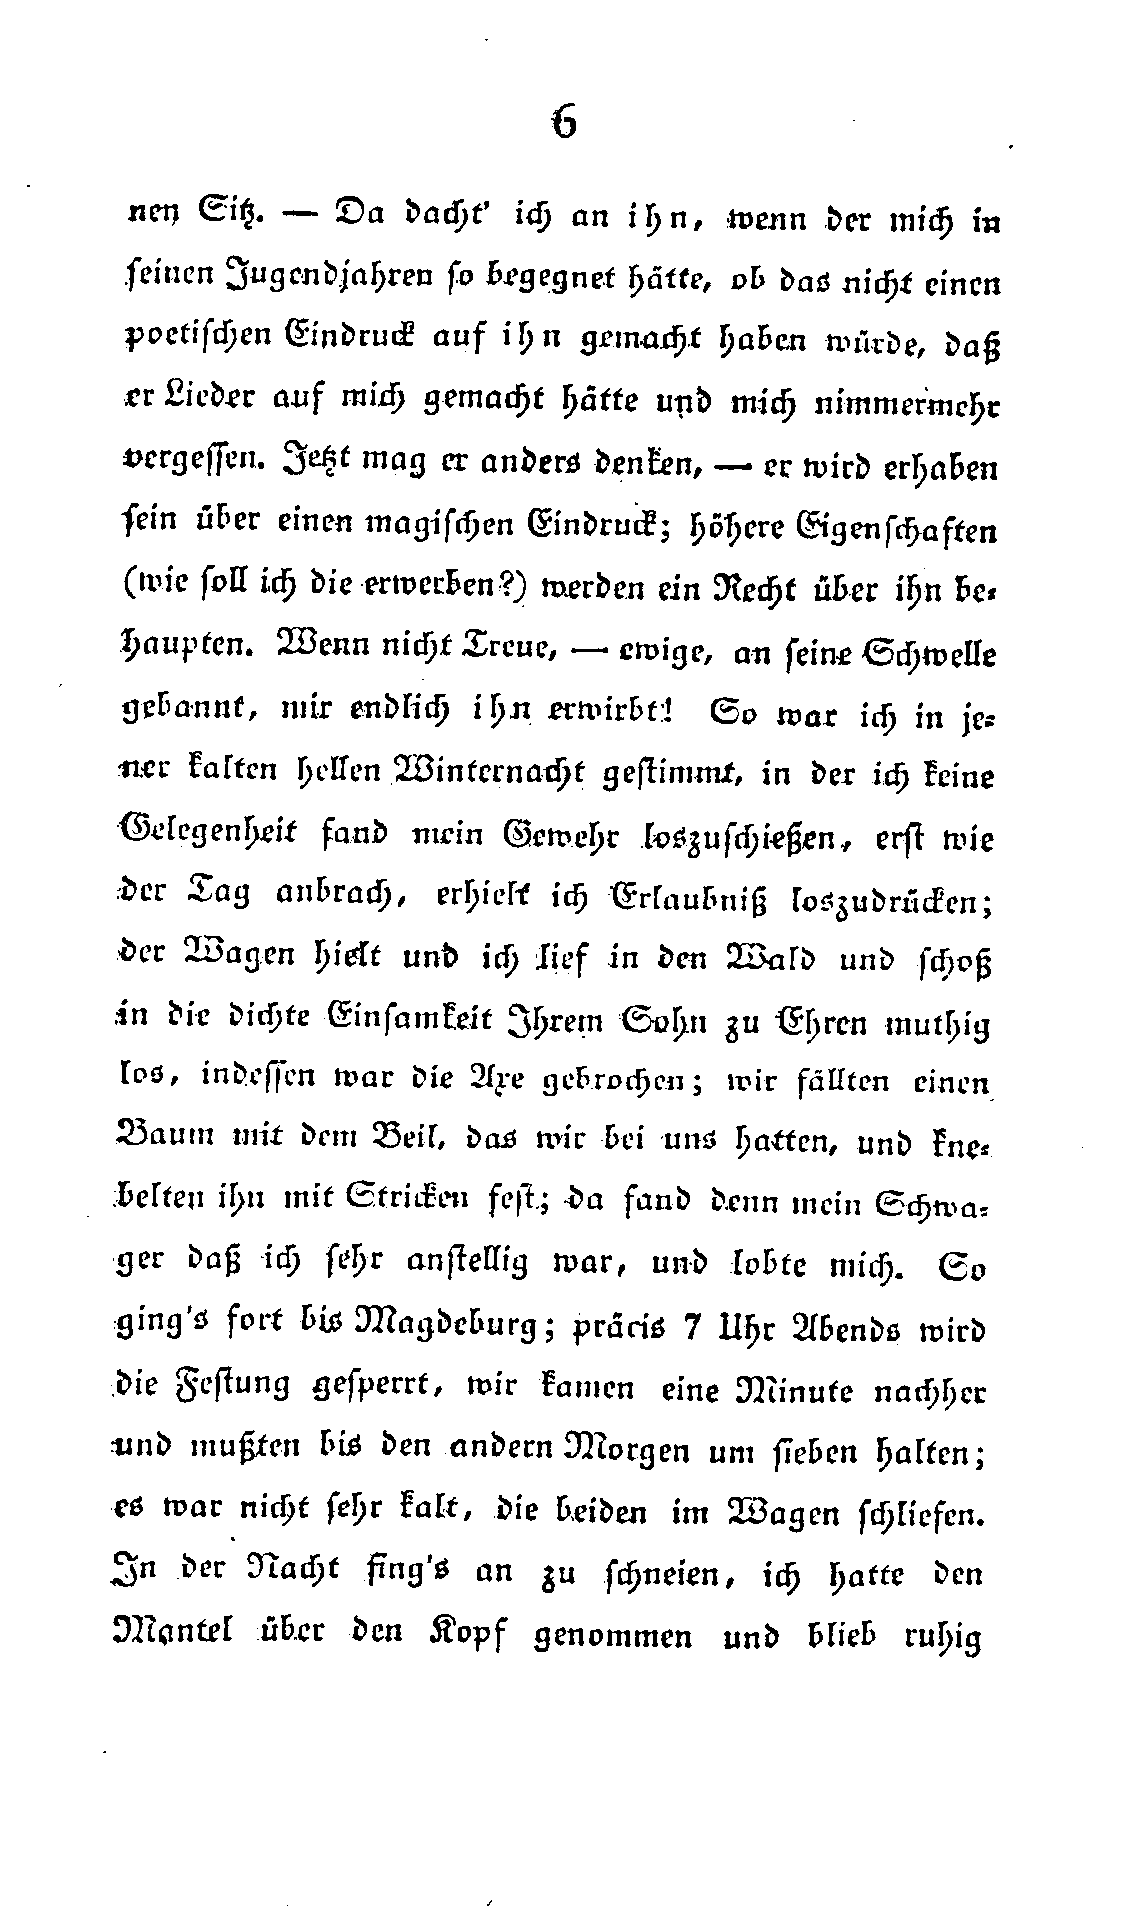 6
nen Sitz. — Da dacht' ich an ihn, wenn der mich in
seinen Jugendjahren so begegnet hätte, ob das nicht einen
poetischen Eindruck auf ihn gemacht haben würde, daß
er Lieder auf mich gemacht hätte und mich nimmermehr
vergessen. Jetzt mag er anders denken, — er wird erhaben
sein über einen magischen Eindruck; höhere Eigenschaften
(wie soll ich die erwerben?) werden ein Recht über ihn be-
haupten. Wenn nicht Treue, — ewige, an seine Schwelle
gebannt, mir endlich ihn erwirbt! So war ich in je-
ner kalten hellen Winternacht gestimmt, in der ich keine
Gelegenheit fand mein Gewehr loszuschießen, erst wie
der Tag anbrach, erhielt ich Erlaubniß loszudrücken;
der Wagen hielt und ich lief in den Wald und schoß
in die dichte Einsamkeit Ihrem Sohn zu Ehren muthig
los, indessen war die Axe gebrochen; wir fällten einen
Baum mit dem Beil, das wir bei uns hatten, und kne-
belten ihn mit Stricken fest; da fand denn mein Schwa-
ger daß ich sehr anstellig war, und lobte mich. So
ging's fort bis Magdeburg; präcis 7 Uhr Abends wird
die Festung gesperrt, wir kamen eine Minute nachher
und mußten bis den andern Morgen um sieben halten;
es war nicht sehr kalt, die beiden im Wagen schliefen.
In der Nacht fing's an zu schneien, ich hatte den
Mantel über den Kopf genommen und blieb ruhig